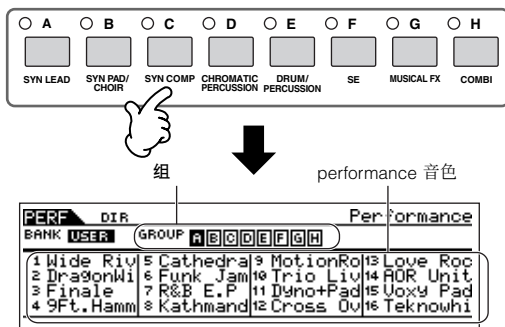 A B C D E F G H
SYN LEAD SYN PAD/ CHOIR SYN COMP CHROMATIC PERCUSSION DRUM/ PERCUSSION SE MUSICAL FX COMBI
组 performance 音色
PERF DIR Performance
BANK USER GROUP A B C D E F G H
1 Wide Riv 5 Cathedra 9 MotionRo 13 Love Roc
2 DragonWi 6 Funk Jam 10 Trio Liv 14 AOR Unit
3 Finale 7 R&B E.P 11 Dyno+Pad 15 Voxy Pad
4 9Ft.Hamm 8 Kathmand 12 Cross Ov 16 Teknowhi